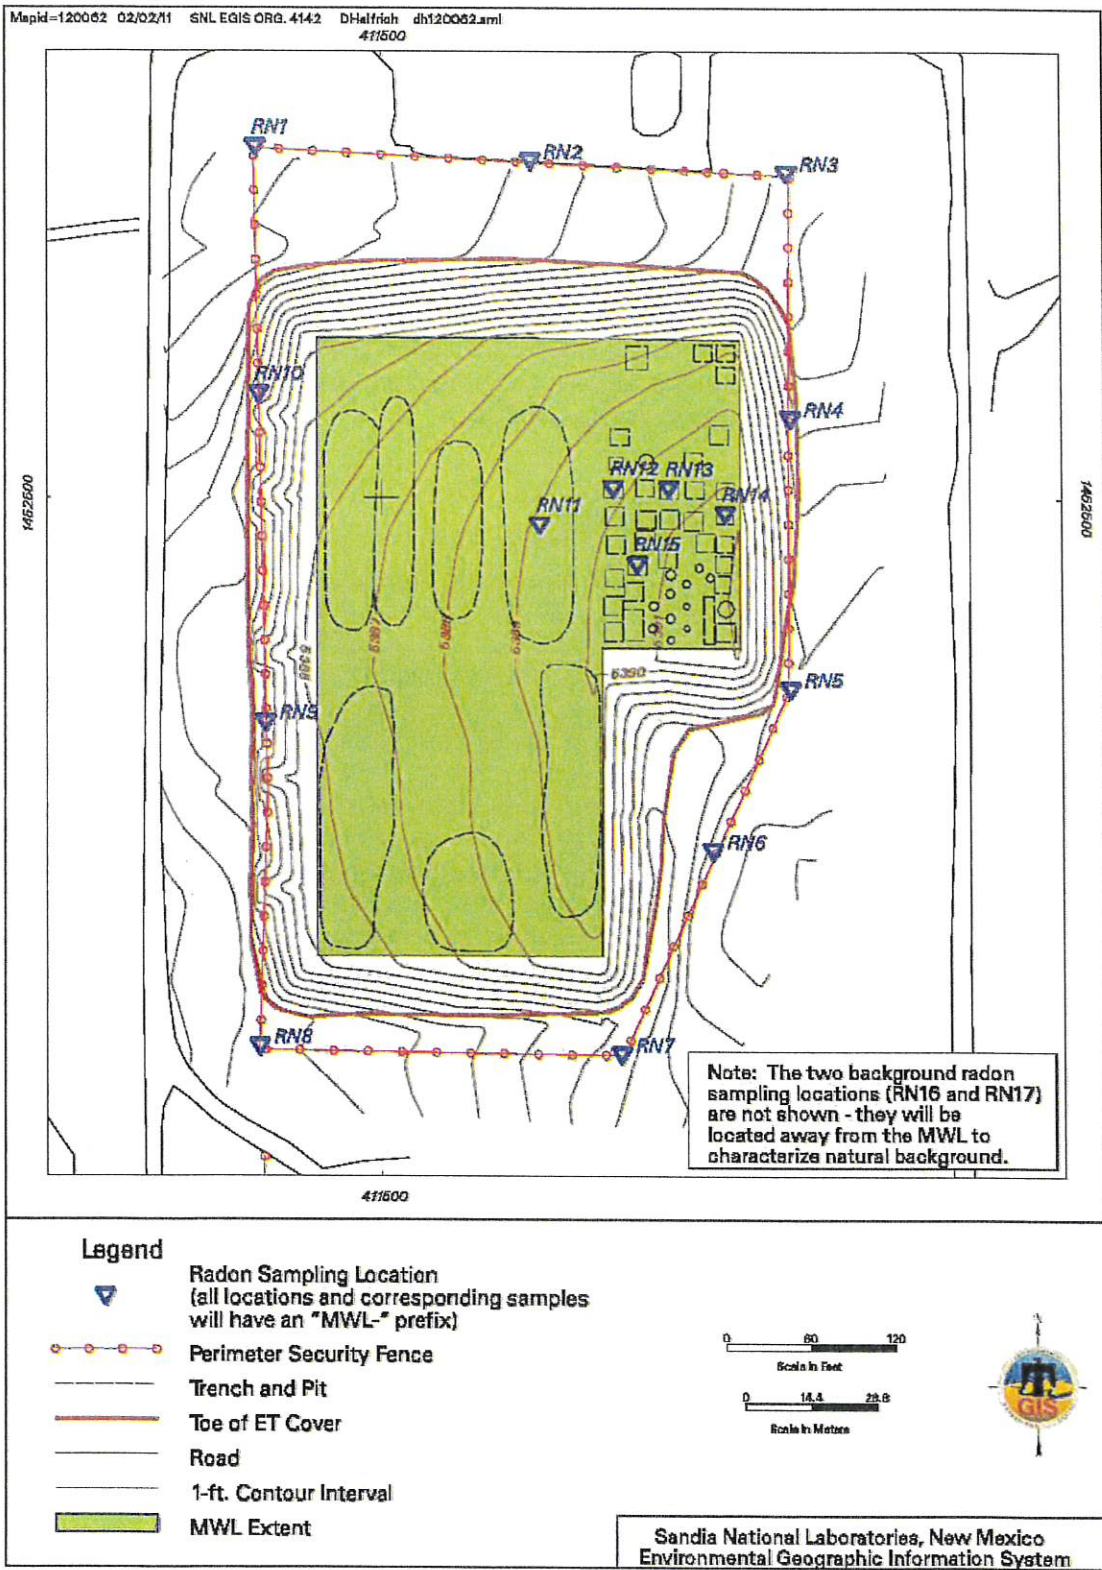 Mapid=120062 02/02/11 SNL EGIS ORG. 4142 DHelfrich dh120062.aml
411500
RN1
RN2
RN3
RN10
RN4
RN12
RN13
RN11
RN14
RN15
1462500
1462500
5387
5388
5389
5391
5386
5390
RN5
RN9
RN6
RN8
RN7
Note: The two background radon
sampling locations (RN16 and RN17)
are not shown - they will be
located away from the MWL to
characterize natural background.
411500
Legend
Radon Sampling Location
(all locations and corresponding samples
will have an "MWL-" prefix)
Perimeter Security Fence
Trench and Pit
Toe of ET Cover
Road
1-ft. Contour Interval
MWL Extent
0 60 120
Scale in Feet
0 14.4 28.8
Scale in Meters
GIS
Sandia National Laboratories, New Mexico
Environmental Geographic Information System